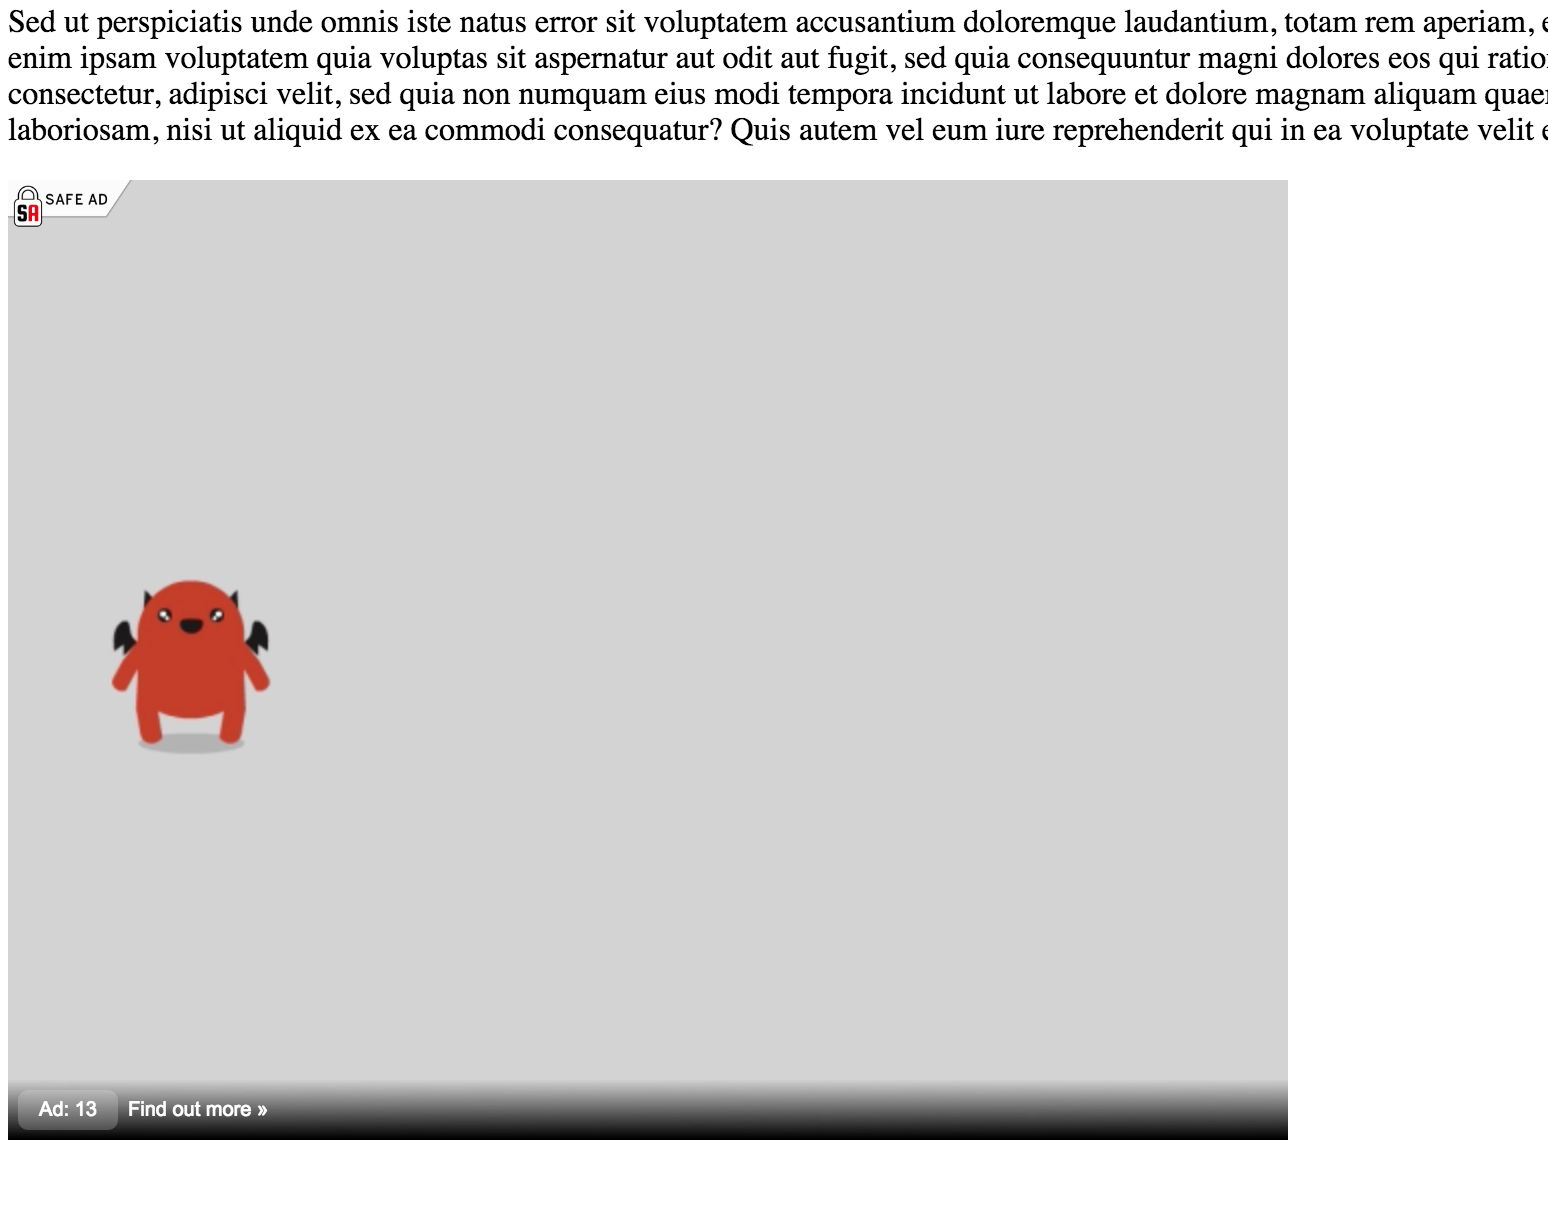 Sed ut perspiciatis unde omnis iste natus error sit voluptatem accusantium doloremque laudantium, totam rem aperiam,
enim ipsam voluptatem quia voluptas sit aspernatur aut odit aut fugit, sed quia consequuntur magni dolores eos qui
consectetur, adipisci velit, sed quia non numquam eius modi tempora incidunt ut labore et dolore magnam aliquam
laboriosam, nisi ut aliquid ex ea commodi consequatur? Quis autem vel eum iure reprehenderit qui in ea voluptate velit
SA SAFE AD
Ad: 13 Find out more »